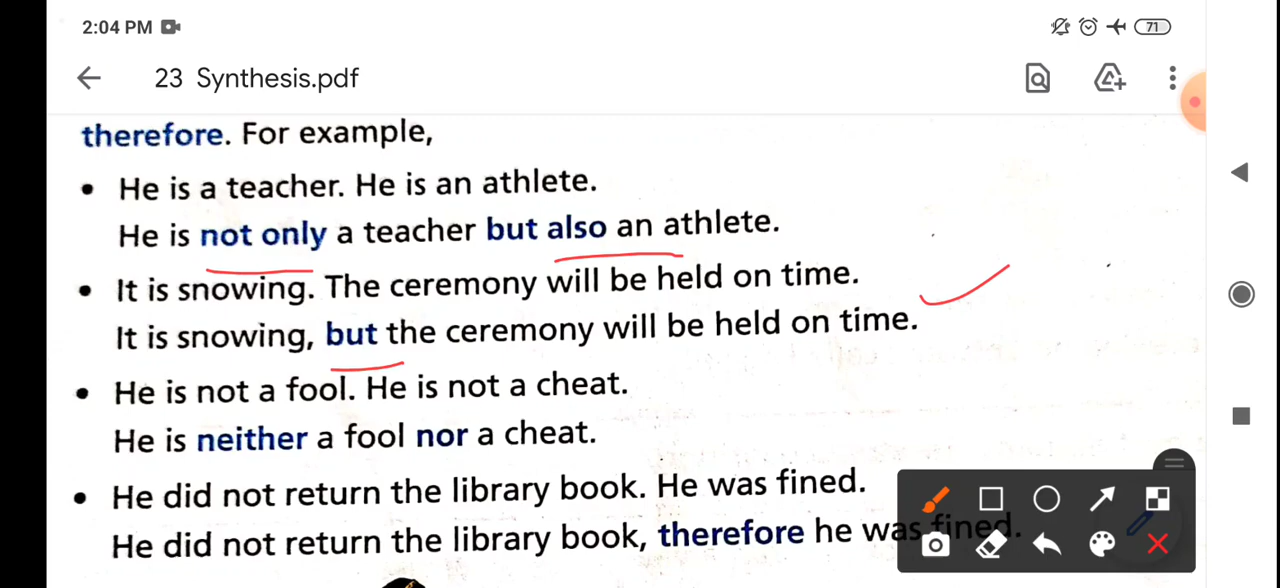 2:04 PM
71
23 Synthesis.pdf
therefore. For example,
• He is a teacher. He is an athlete.
He is not only a teacher but also an athlete.
• It is snowing. The ceremony will be held on time.
It is snowing, but the ceremony will be held on time.
• He is not a fool. He is not a cheat.
He is neither a fool nor a cheat.
• He did not return the library book. He was fined.
He did not return the library book, therefore he was fined.